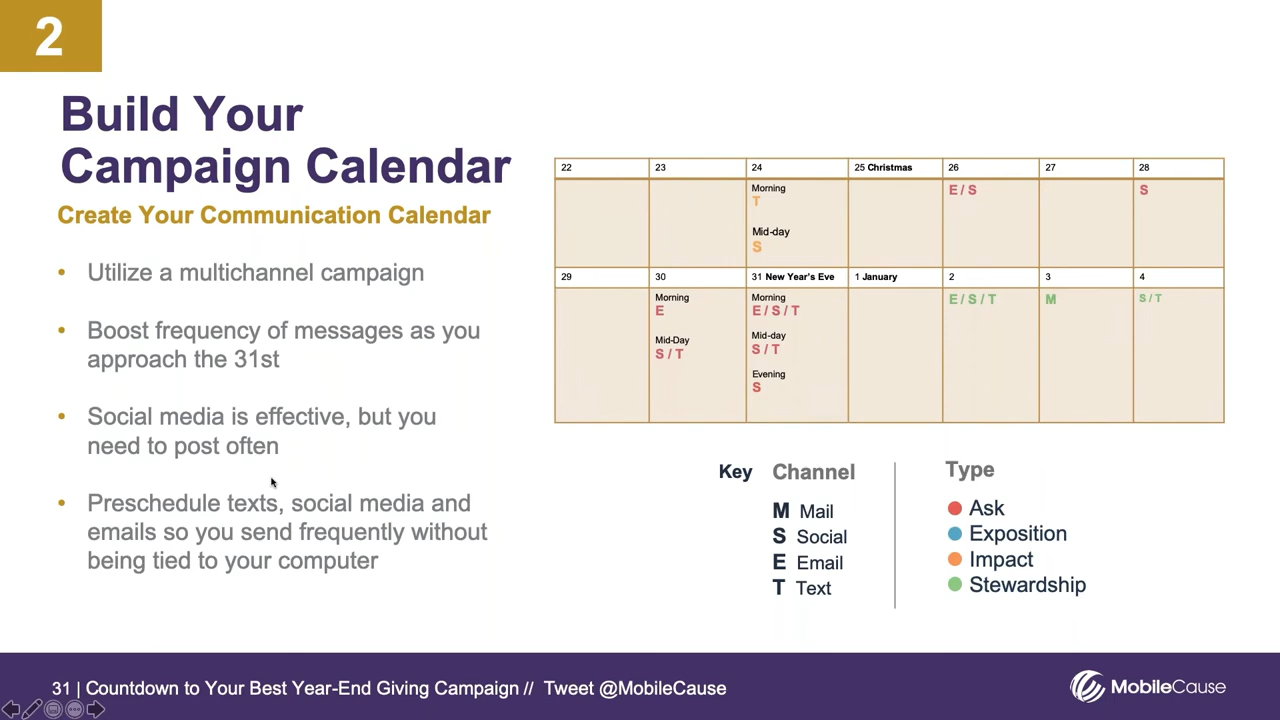 2
Build Your
Campaign Calendar
Create Your Communication Calendar
• Utilize a multichannel campaign
• Boost frequency of messages as you
approach the 31st
• Social media is effective, but you
need to post often
• Preschedule texts, social media and
emails so you send frequently without
being tied to your computer
22 23 24 25 Christmas 26 27 28
Morning
T
Mid-day
S
E / S
S
29 30 31 New Year's Eve 1 January 2 3 4
Morning
E
Mid-Day
S / T
Morning
E / S / T
Mid-day
S / T
Evening
S
E / S / T
M
S / T
Key
Channel
M Mail
S Social
E Email
T Text
Type
Ask
Exposition
Impact
Stewardship
31 | Countdown to Your Best Year-End Giving Campaign // Tweet @MobileCause
MobileCause